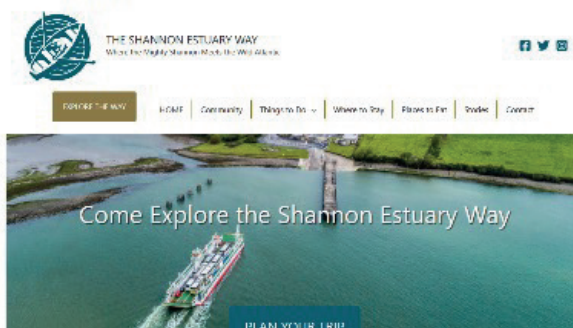 THE SHANNON ESTUARY WAY
Where the Mighty Shannon Meets the Wild Atlantic
EXPLORE THE WAY
HOME Community Things to Do Where to Stay Places to Eat Stories Contact
Come Explore the Shannon Estuary Way
PLAN YOUR TRIP